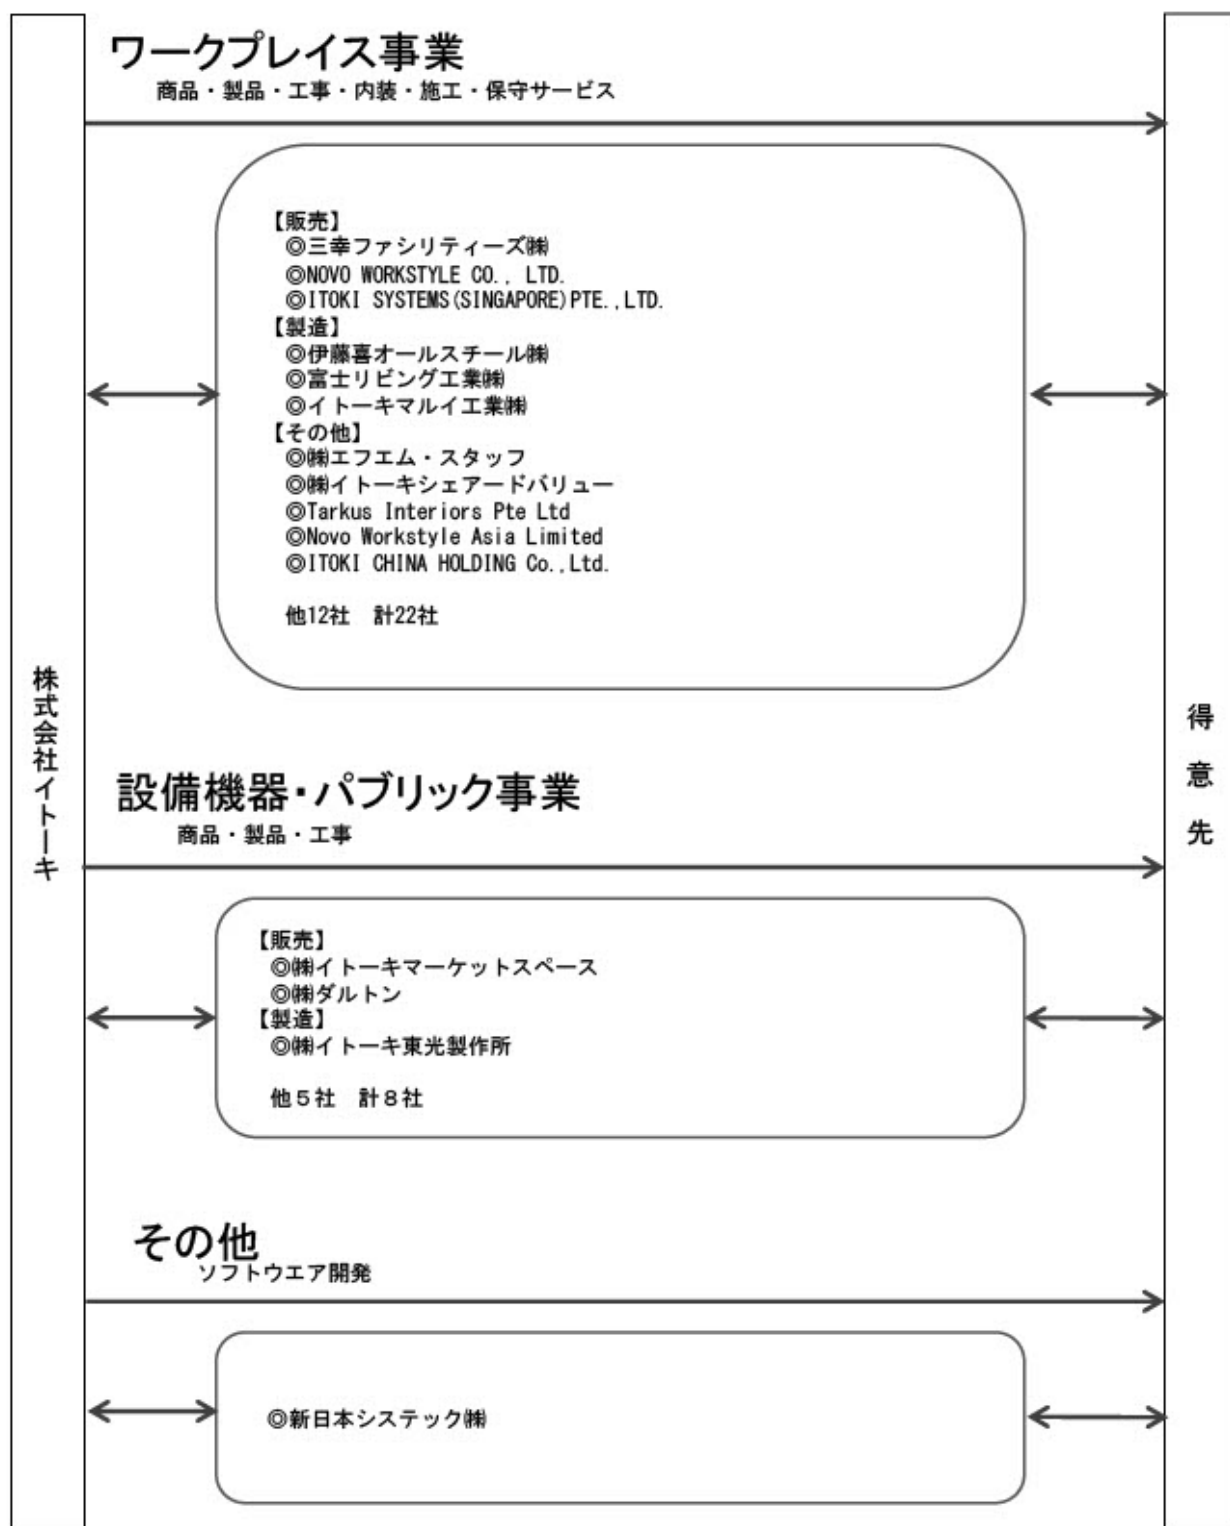 ワークプレイス事業
商品・製品・工事・内装・施工・保守サービス
【販売】
◎三幸ファシリティーズ㈱
◎NOVO WORKSTYLE CO., LTD.
◎ITOKI SYSTEMS(SINGAPORE)PTE.,LTD.
【製造】
◎伊藤喜オールスチール㈱
◎富士リビング工業㈱
◎イトーキマルイ工業㈱
【その他】
◎㈱エフエム・スタッフ
◎㈱イトーキシェアードバリュー
◎Tarkus Interiors Pte Ltd
◎Novo Workstyle Asia Limited
◎ITOKI CHINA HOLDING Co.,Ltd.
他12社　計22社
株式会社イトーキ
得意先
設備機器・パブリック事業
商品・製品・工事
【販売】
◎㈱イトーキマーケットスペース
◎㈱ダルトン
【製造】
◎㈱イトーキ東光製作所
他５社　計８社
その他
ソフトウエア開発
◎新日本システック㈱